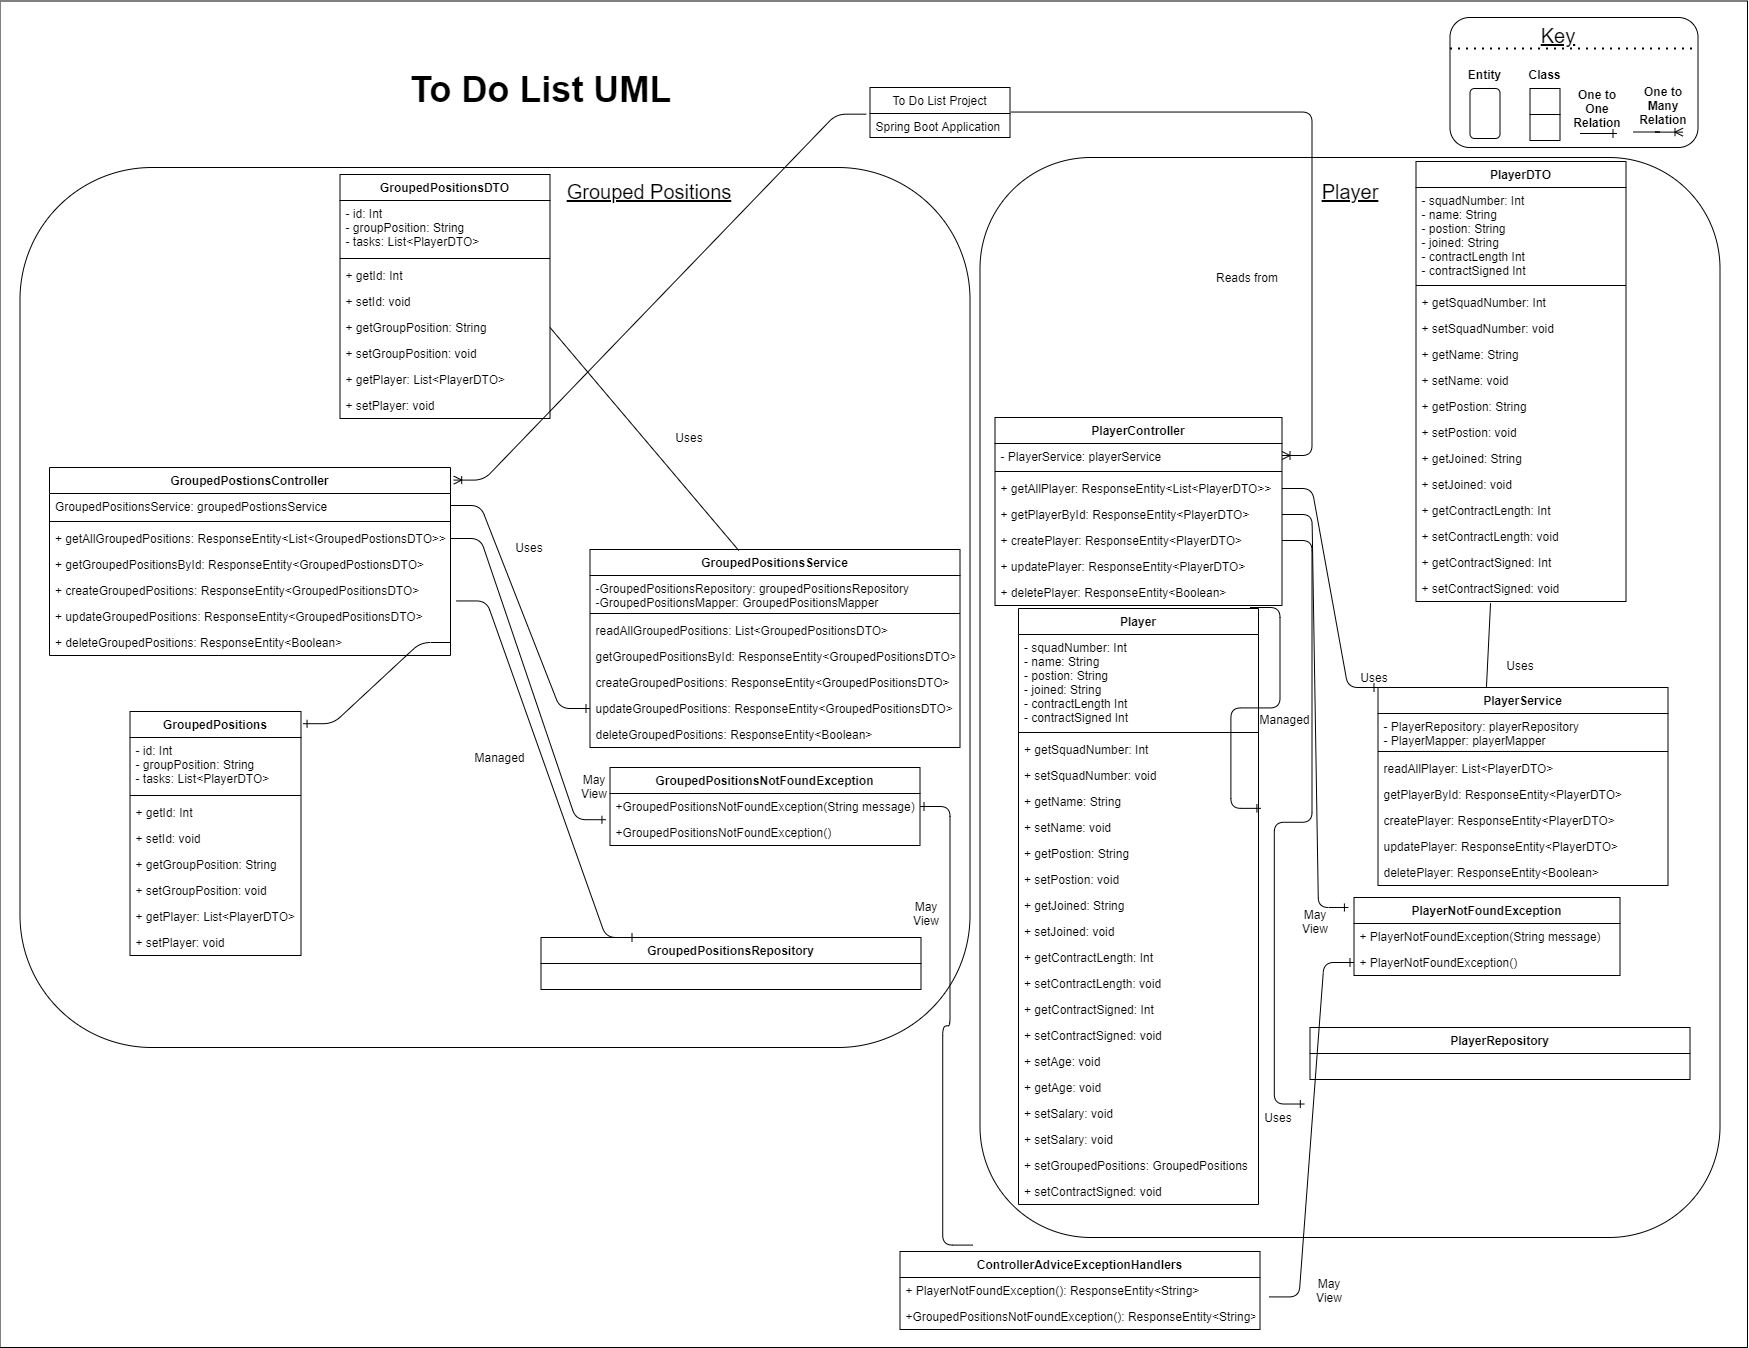 To Do List UML
To Do List Project
Spring Boot Application
Key
Entity
Class
One to
One
Relation
One to
Many
Relation
Grouped Positions
GroupedPositionsDTO
- id: Int
- groupPosition: String
- tasks: List<PlayerDTO>
+ getId: Int
+ setId: void
+ getGroupPosition: String
+ setGroupPosition: void
+ getPlayer: List<PlayerDTO>
+ setPlayer: void
Uses
GroupedPostionsController
GroupedPositionsService: groupedPostionsService
+ getAllGroupedPositions: ResponseEntity<List<GroupedPostionsDTO>>
+ getGroupedPositionsById: ResponseEntity<GroupedPostionsDTO>
+ createGroupedPositions: ResponseEntity<GroupedPositionsDTO>
+ updateGroupedPositions: ResponseEntity<GroupedPositionsDTO>
+ deleteGroupedPositions: ResponseEntity<Boolean>
Uses
GroupedPositionsService
-GroupedPositionsRepository: groupedPositionsRepository
-GroupedPositionsMapper: GroupedPositionsMapper
readAllGroupedPositions: List<GroupedPositionsDTO>
getGroupedPositionsById: ResponseEntity<GroupedPositionsDTO>
createGroupedPositions: ResponseEntity<GroupedPositionsDTO>
updateGroupedPositions: ResponseEntity<GroupedPositionsDTO>
deleteGroupedPositions: ResponseEntity<Boolean>
GroupedPositions
- id: Int
- groupPosition: String
- tasks: List<PlayerDTO>
+ getId: Int
+ setId: void
+ getGroupPosition: String
+ setGroupPosition: void
+ getPlayer: List<PlayerDTO>
+ setPlayer: void
Managed
May
View
GroupedPositionsNotFoundException
+GroupedPositionsNotFoundException(String message)
+GroupedPositionsNotFoundException()
May
View
GroupedPositionsRepository
Player
Reads from
PlayerDTO
- squadNumber: Int
- name: String
- postion: String
- joined: String
- contractLength Int
- contractSigned Int
+ getSquadNumber: Int
+ setSquadNumber: void
+ getName: String
+ setName: void
+ getPostion: String
+ setPostion: void
+ getJoined: String
+ setJoined: void
+ getContractLength: Int
+ setContractLength: void
+ getContractSigned: Int
+ setContractSigned: void
PlayerController
- PlayerService: playerService
+ getAllPlayer: ResponseEntity<List<PlayerDTO>>
+ getPlayerById: ResponseEntity<PlayerDTO>
+ createPlayer: ResponseEntity<PlayerDTO>
+ updatePlayer: ResponseEntity<PlayerDTO>
+ deletePlayer: ResponseEntity<Boolean>
Player
- squadNumber: Int
- name: String
- postion: String
- joined: String
- contractLength Int
- contractSigned Int
+ getSquadNumber: Int
+ setSquadNumber: void
+ getName: String
+ setName: void
+ getPostion: String
+ setPostion: void
+ getJoined: String
+ setJoined: void
+ getContractLength: Int
+ setContractLength: void
+ getContractSigned: Int
+ setContractSigned: void
+ setAge: void
+ getAge: void
+ setSalary: void
+ setSalary: void
+ setGroupedPositions: GroupedPositions
+ setContractSigned: void
Managed
Uses
Uses
PlayerService
- PlayerRepository: playerRepository
- PlayerMapper: playerMapper
readAllPlayer: List<PlayerDTO>
getPlayerById: ResponseEntity<PlayerDTO>
createPlayer: ResponseEntity<PlayerDTO>
updatePlayer: ResponseEntity<PlayerDTO>
deletePlayer: ResponseEntity<Boolean>
May
View
PlayerNotFoundException
+ PlayerNotFoundException(String message)
+ PlayerNotFoundException()
PlayerRepository
Uses
ControllerAdviceExceptionHandlers
+ PlayerNotFoundException(): ResponseEntity<String>
+GroupedPositionsNotFoundException(): ResponseEntity<String>
May
View